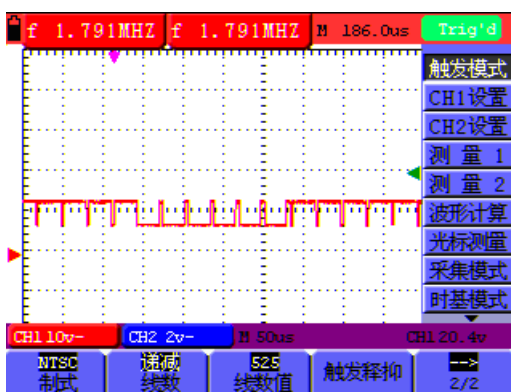 f 1.791MHZ f 1.791MHZ M 186.0us Trig'd
触发模式
CH1设置
CH2设置
测 量 1
测 量 2
波形计算
光标测量
采集模式
时基模式
CH1 10v- CH2 2v- M 50us CH1 20.4v
NTSC 递减 525 触发释抑 -->
制式 线数 线数值 2/2